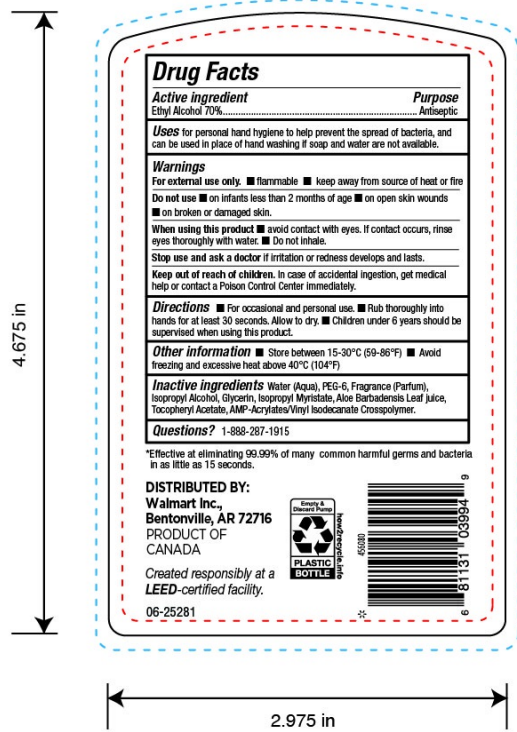 Drug Facts
Active ingredient Purpose
Ethyl Alcohol 70%............................................................... Antiseptic
Uses for personal hand hygiene to help prevent the spread of bacteria, and
can be used in place of hand washing if soap and water are not available.
Warnings
For external use only. ■ flammable ■ keep away from source of heat or fire
Do not use ■ on infants less than 2 months of age ■ on open skin wounds
■ on broken or damaged skin.
When using this product ■ avoid contact with eyes. If contact occurs, rinse
eyes thoroughly with water. ■ Do not inhale.
Stop use and ask a doctor if irritation or redness develops and lasts.
Keep out of reach of children. In case of accidental ingestion, get medical
help or contact a Poison Control Center immediately.
Directions ■ For occasional and personal use. ■ Rub thoroughly into
hands for at least 30 seconds. Allow to dry. ■ Children under 6 years should be
supervised when using this product.
Other information ■ Store between 15-30°C (59-86°F) ■ Avoid
freezing and excessive heat above 40°C (104°F)
Inactive ingredients Water (Aqua), PEG-6, Fragrance (Parfum),
Isopropyl Alcohol, Glycerin, Isopropyl Myristate, Aloe Barbadensis Leaf juice,
Tocopheryl Acetate, AMP-Acrylates/Vinyl Isodecanate Crosspolymer.
Questions? 1-888-287-1915
*Effective at eliminating 99.99% of many common harmful germs and bacteria
in as little as 15 seconds.
DISTRIBUTED BY:
Walmart Inc.,
Bentonville, AR 72716
PRODUCT OF
CANADA
Created responsibly at a
LEED-certified facility.
06-25281
Empty &
Discard Pump
PLASTIC
BOTTLE
how2recycle.info
456080
6 81131 03994 9
4.675 in
2.975 in